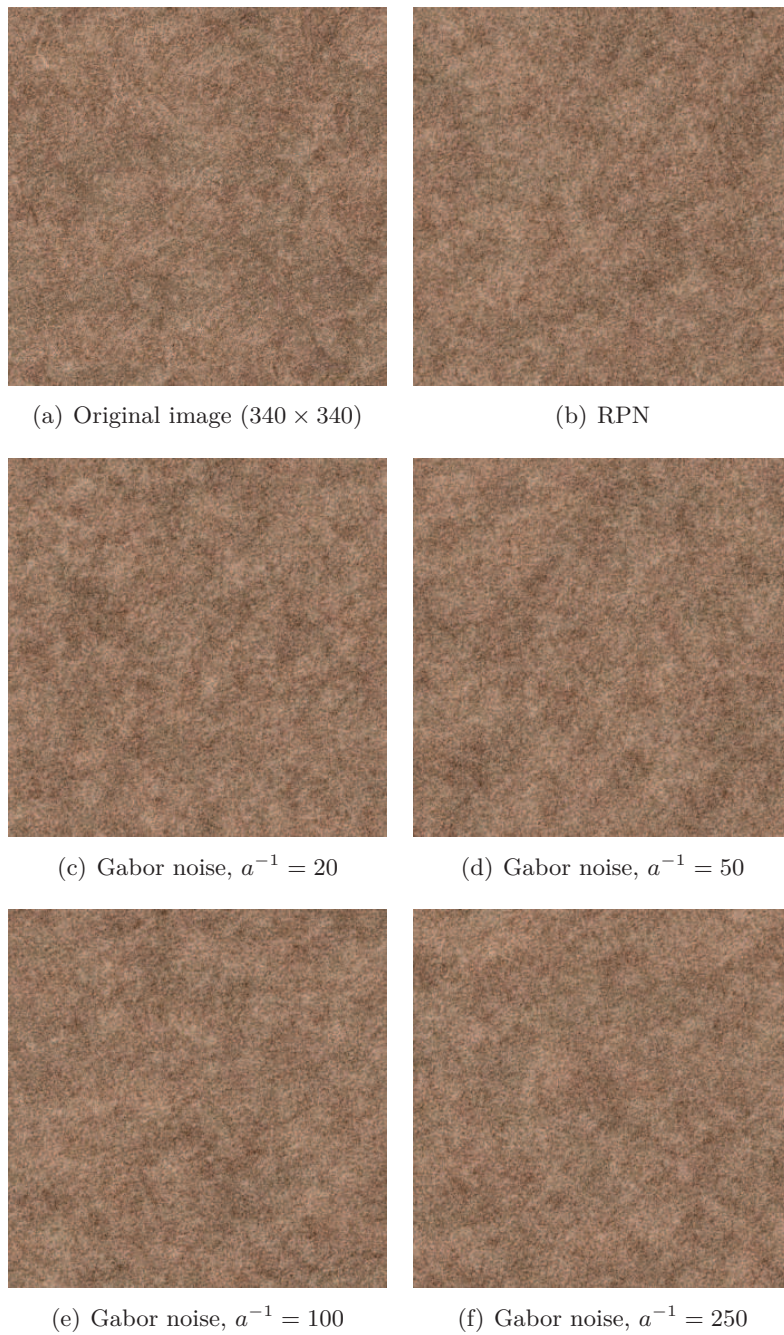 (a) Original image (340 × 340)
(b) RPN
(c) Gabor noise, a⁻¹ = 20
(d) Gabor noise, a⁻¹ = 50
(e) Gabor noise, a⁻¹ = 100
(f) Gabor noise, a⁻¹ = 250